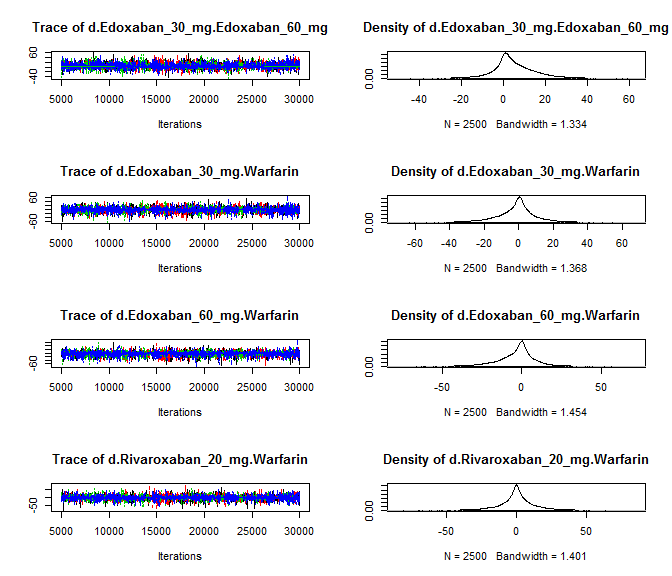 Trace of d.Edoxaban_30_mg.Edoxaban_60_mg
60
-40
5000 10000 15000 20000 25000 30000
Iterations
Density of d.Edoxaban_30_mg.Edoxaban_60_mg
0.00
-40 -20 0 20 40 60
N = 2500 Bandwidth = 1.334
Trace of d.Edoxaban_30_mg.Warfarin
60
-60
5000 10000 15000 20000 25000 30000
Iterations
Density of d.Edoxaban_30_mg.Warfarin
0.00
-60 -40 -20 0 20 40 60
N = 2500 Bandwidth = 1.368
Trace of d.Edoxaban_60_mg.Warfarin
-60
5000 10000 15000 20000 25000 30000
Iterations
Density of d.Edoxaban_60_mg.Warfarin
0.00
-50 0 50
N = 2500 Bandwidth = 1.454
Trace of d.Rivaroxaban_20_mg.Warfarin
-50
5000 10000 15000 20000 25000 30000
Iterations
Density of d.Rivaroxaban_20_mg.Warfarin
0.00
-50 0 50
N = 2500 Bandwidth = 1.401